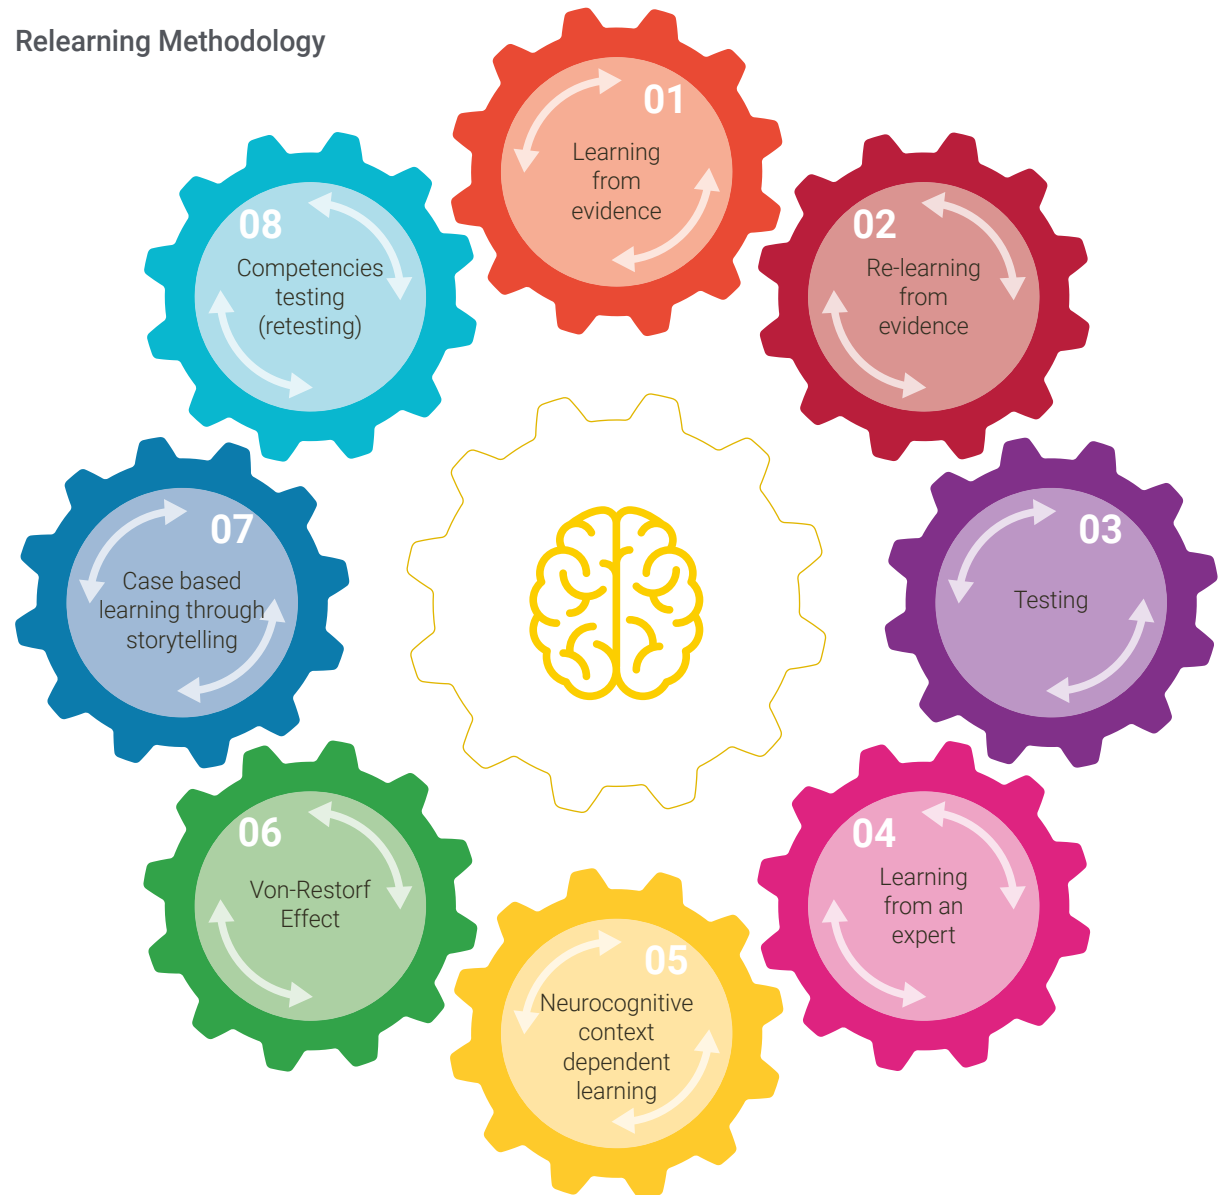 Relearning Methodology
01
Learning
from
evidence
02
Re-learning
from
evidence
03
Testing
04
Learning
from an
expert
05
Neurocognitive
context
dependent
learning
06
Von-Restorf
Effect
07
Case based
learning through
storytelling
08
Competencies
testing
(retesting)